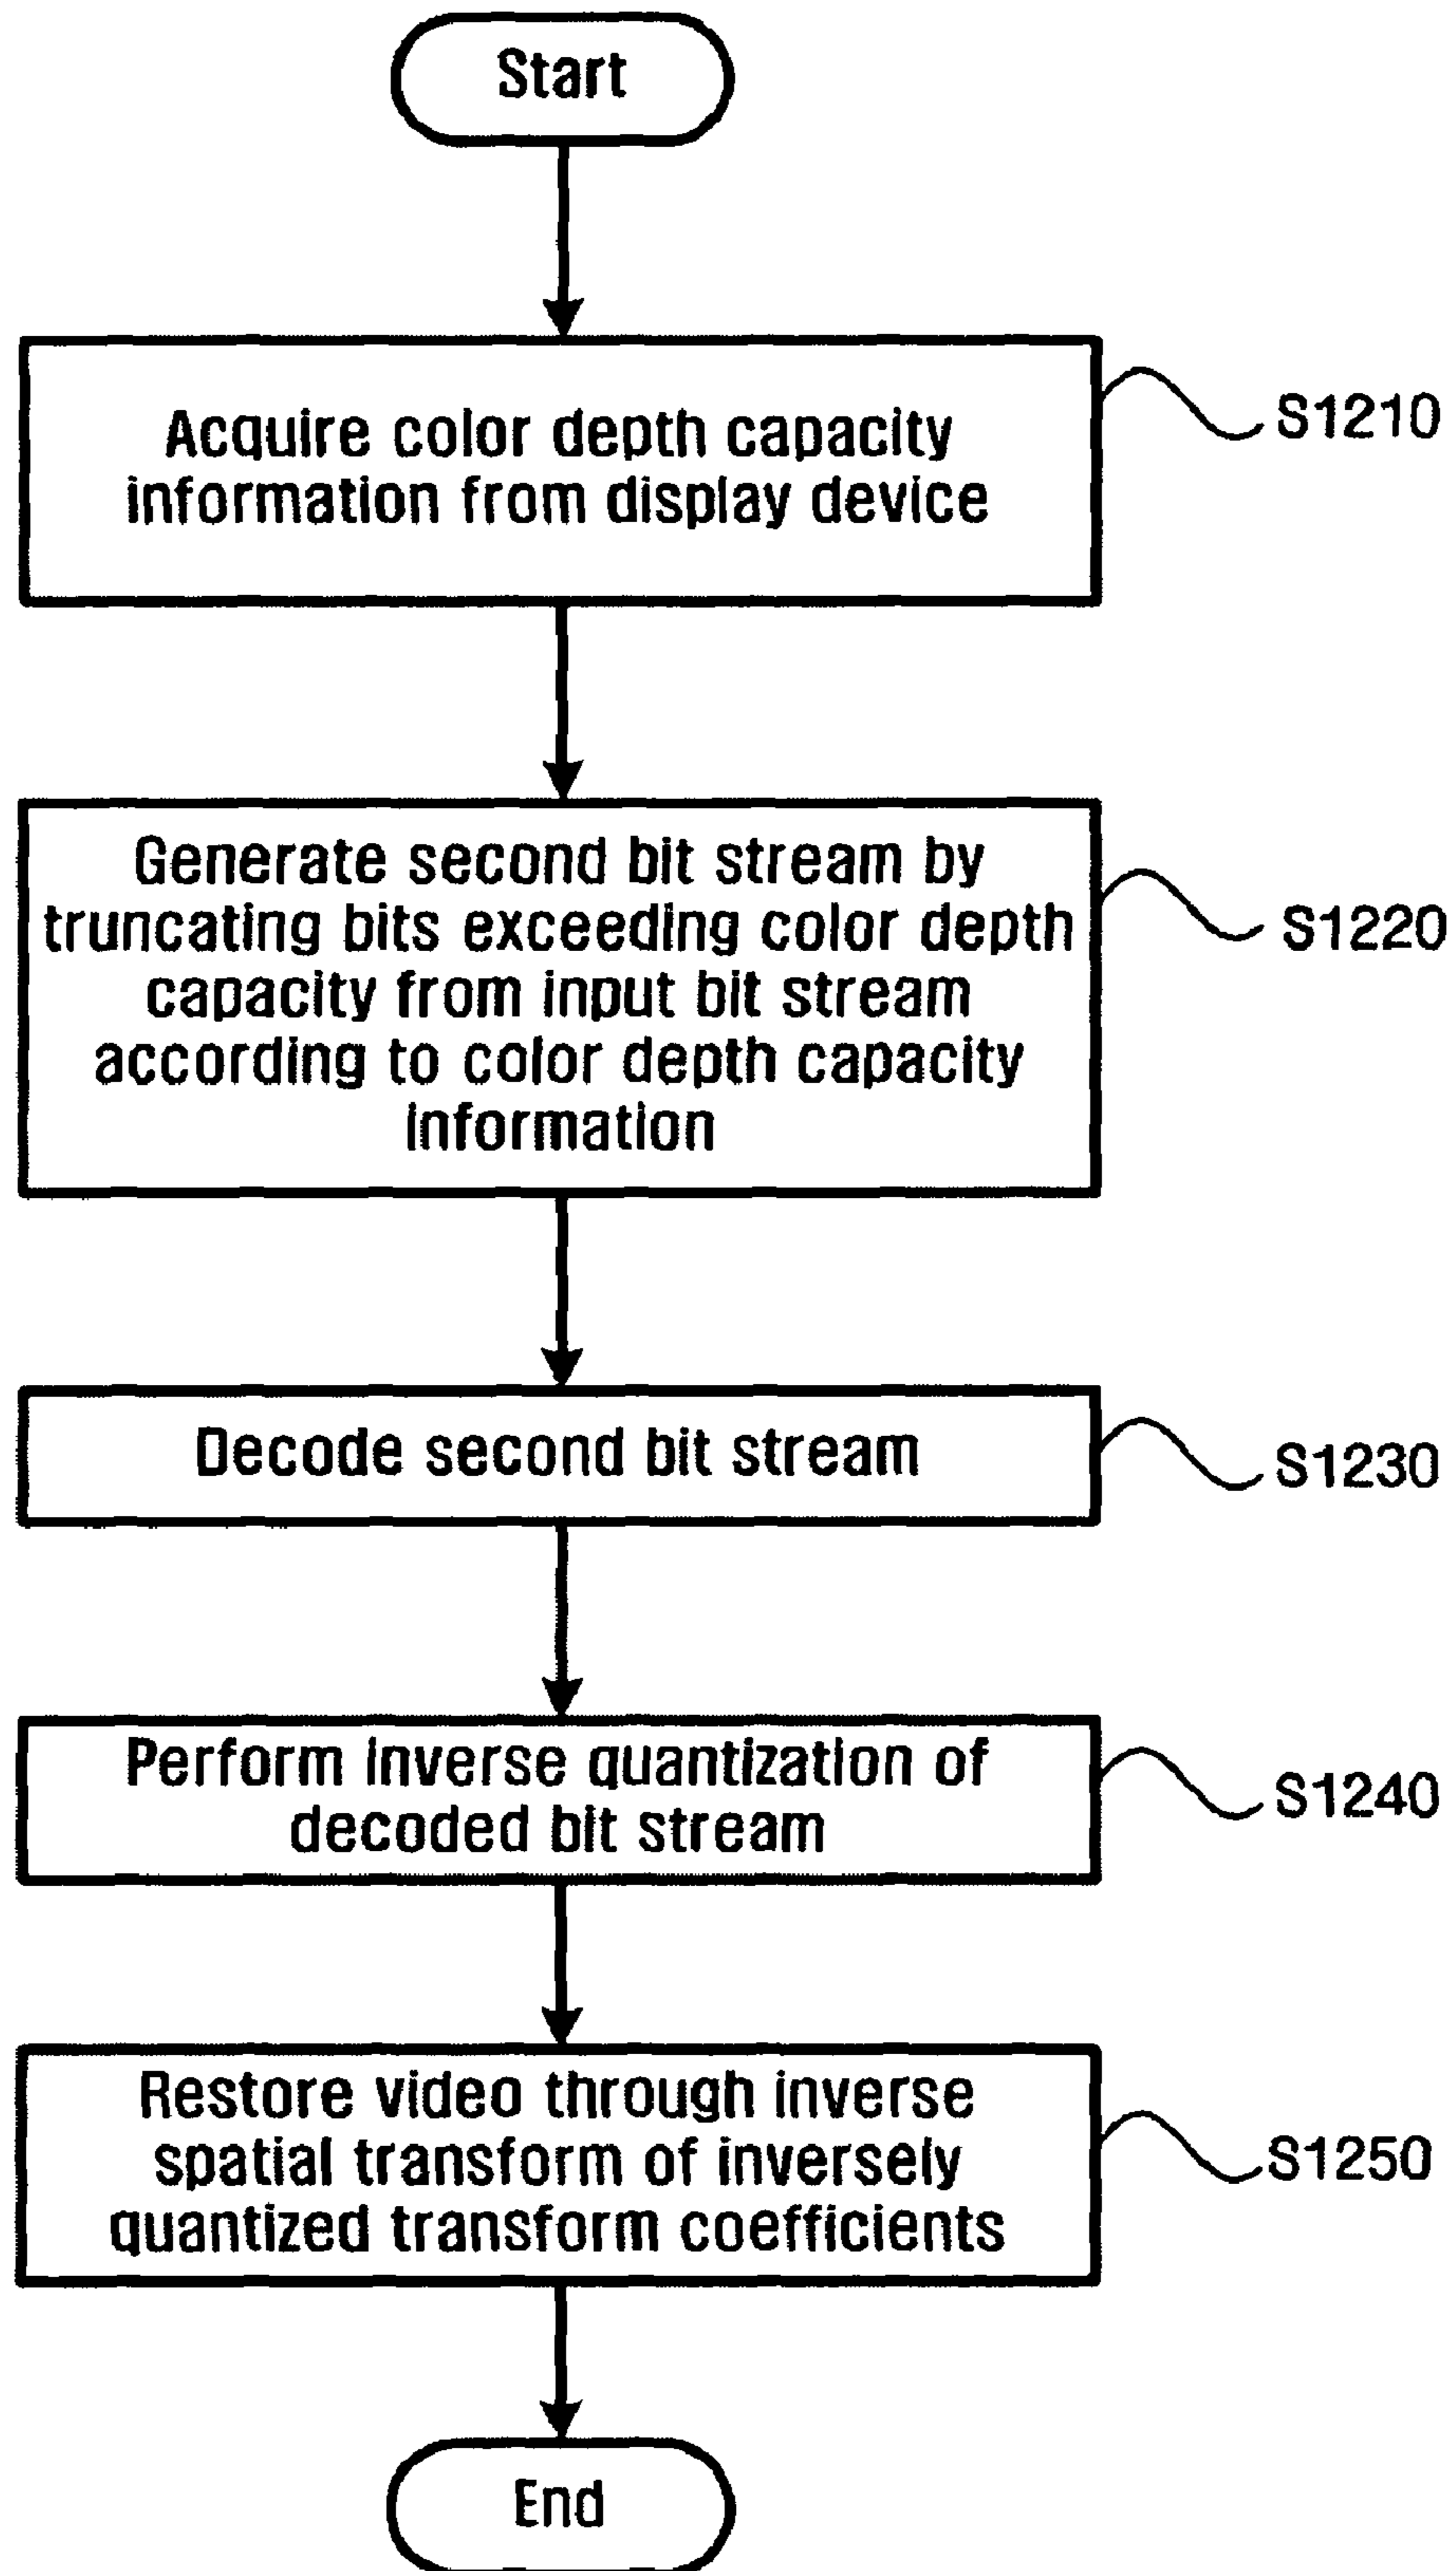 Start
Acquire color depth capacity
information from display device
S1210
Generate second bit stream by
truncating bits exceeding color depth
capacity from input bit stream
according to color depth capacity
information
S1220
Decode second bit stream
S1230
Perform inverse quantization of
decoded bit stream
S1240
Restore video through inverse
spatial transform of inversely
quantized transform coefficients
S1250
End